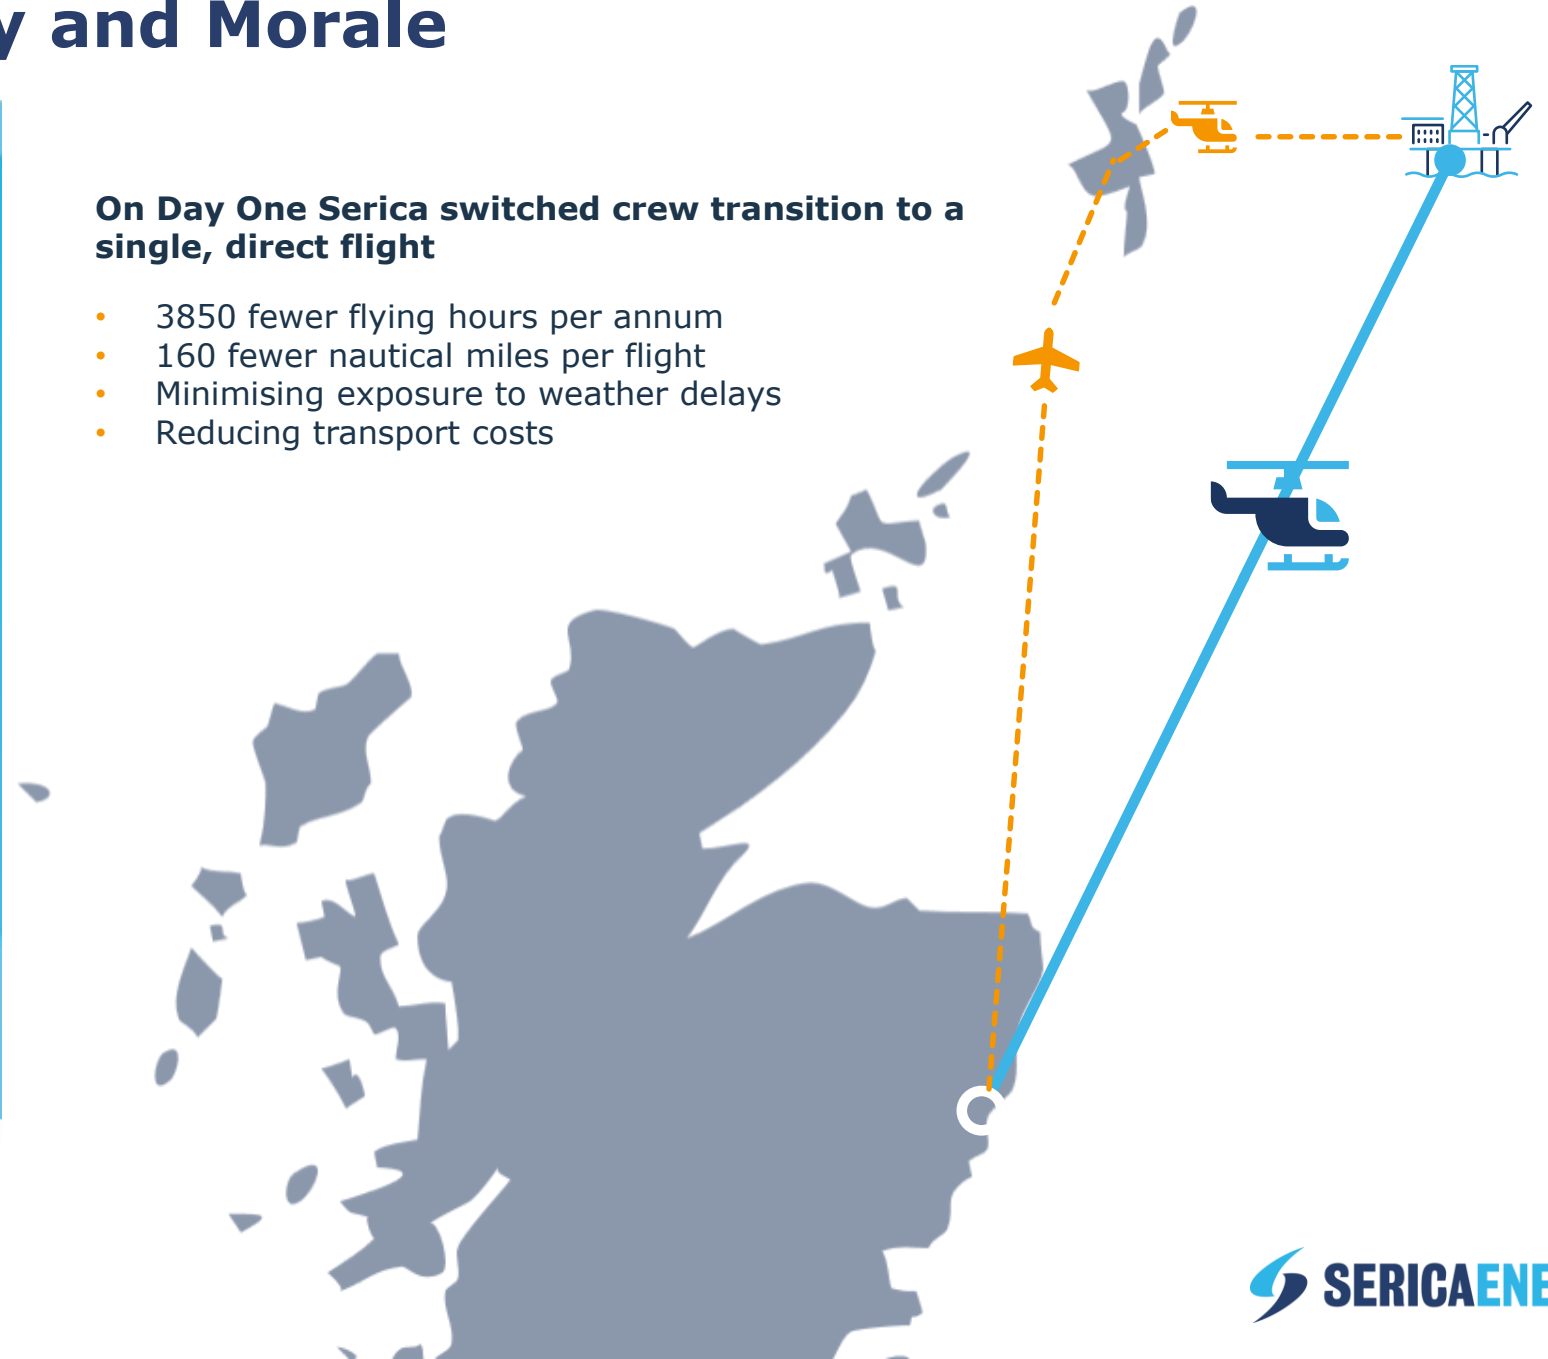 y and Morale
On Day One Serica switched crew transition to a
single, direct flight
• 3850 fewer flying hours per annum
• 160 fewer nautical miles per flight
• Minimising exposure to weather delays
• Reducing transport costs
SERICAENE